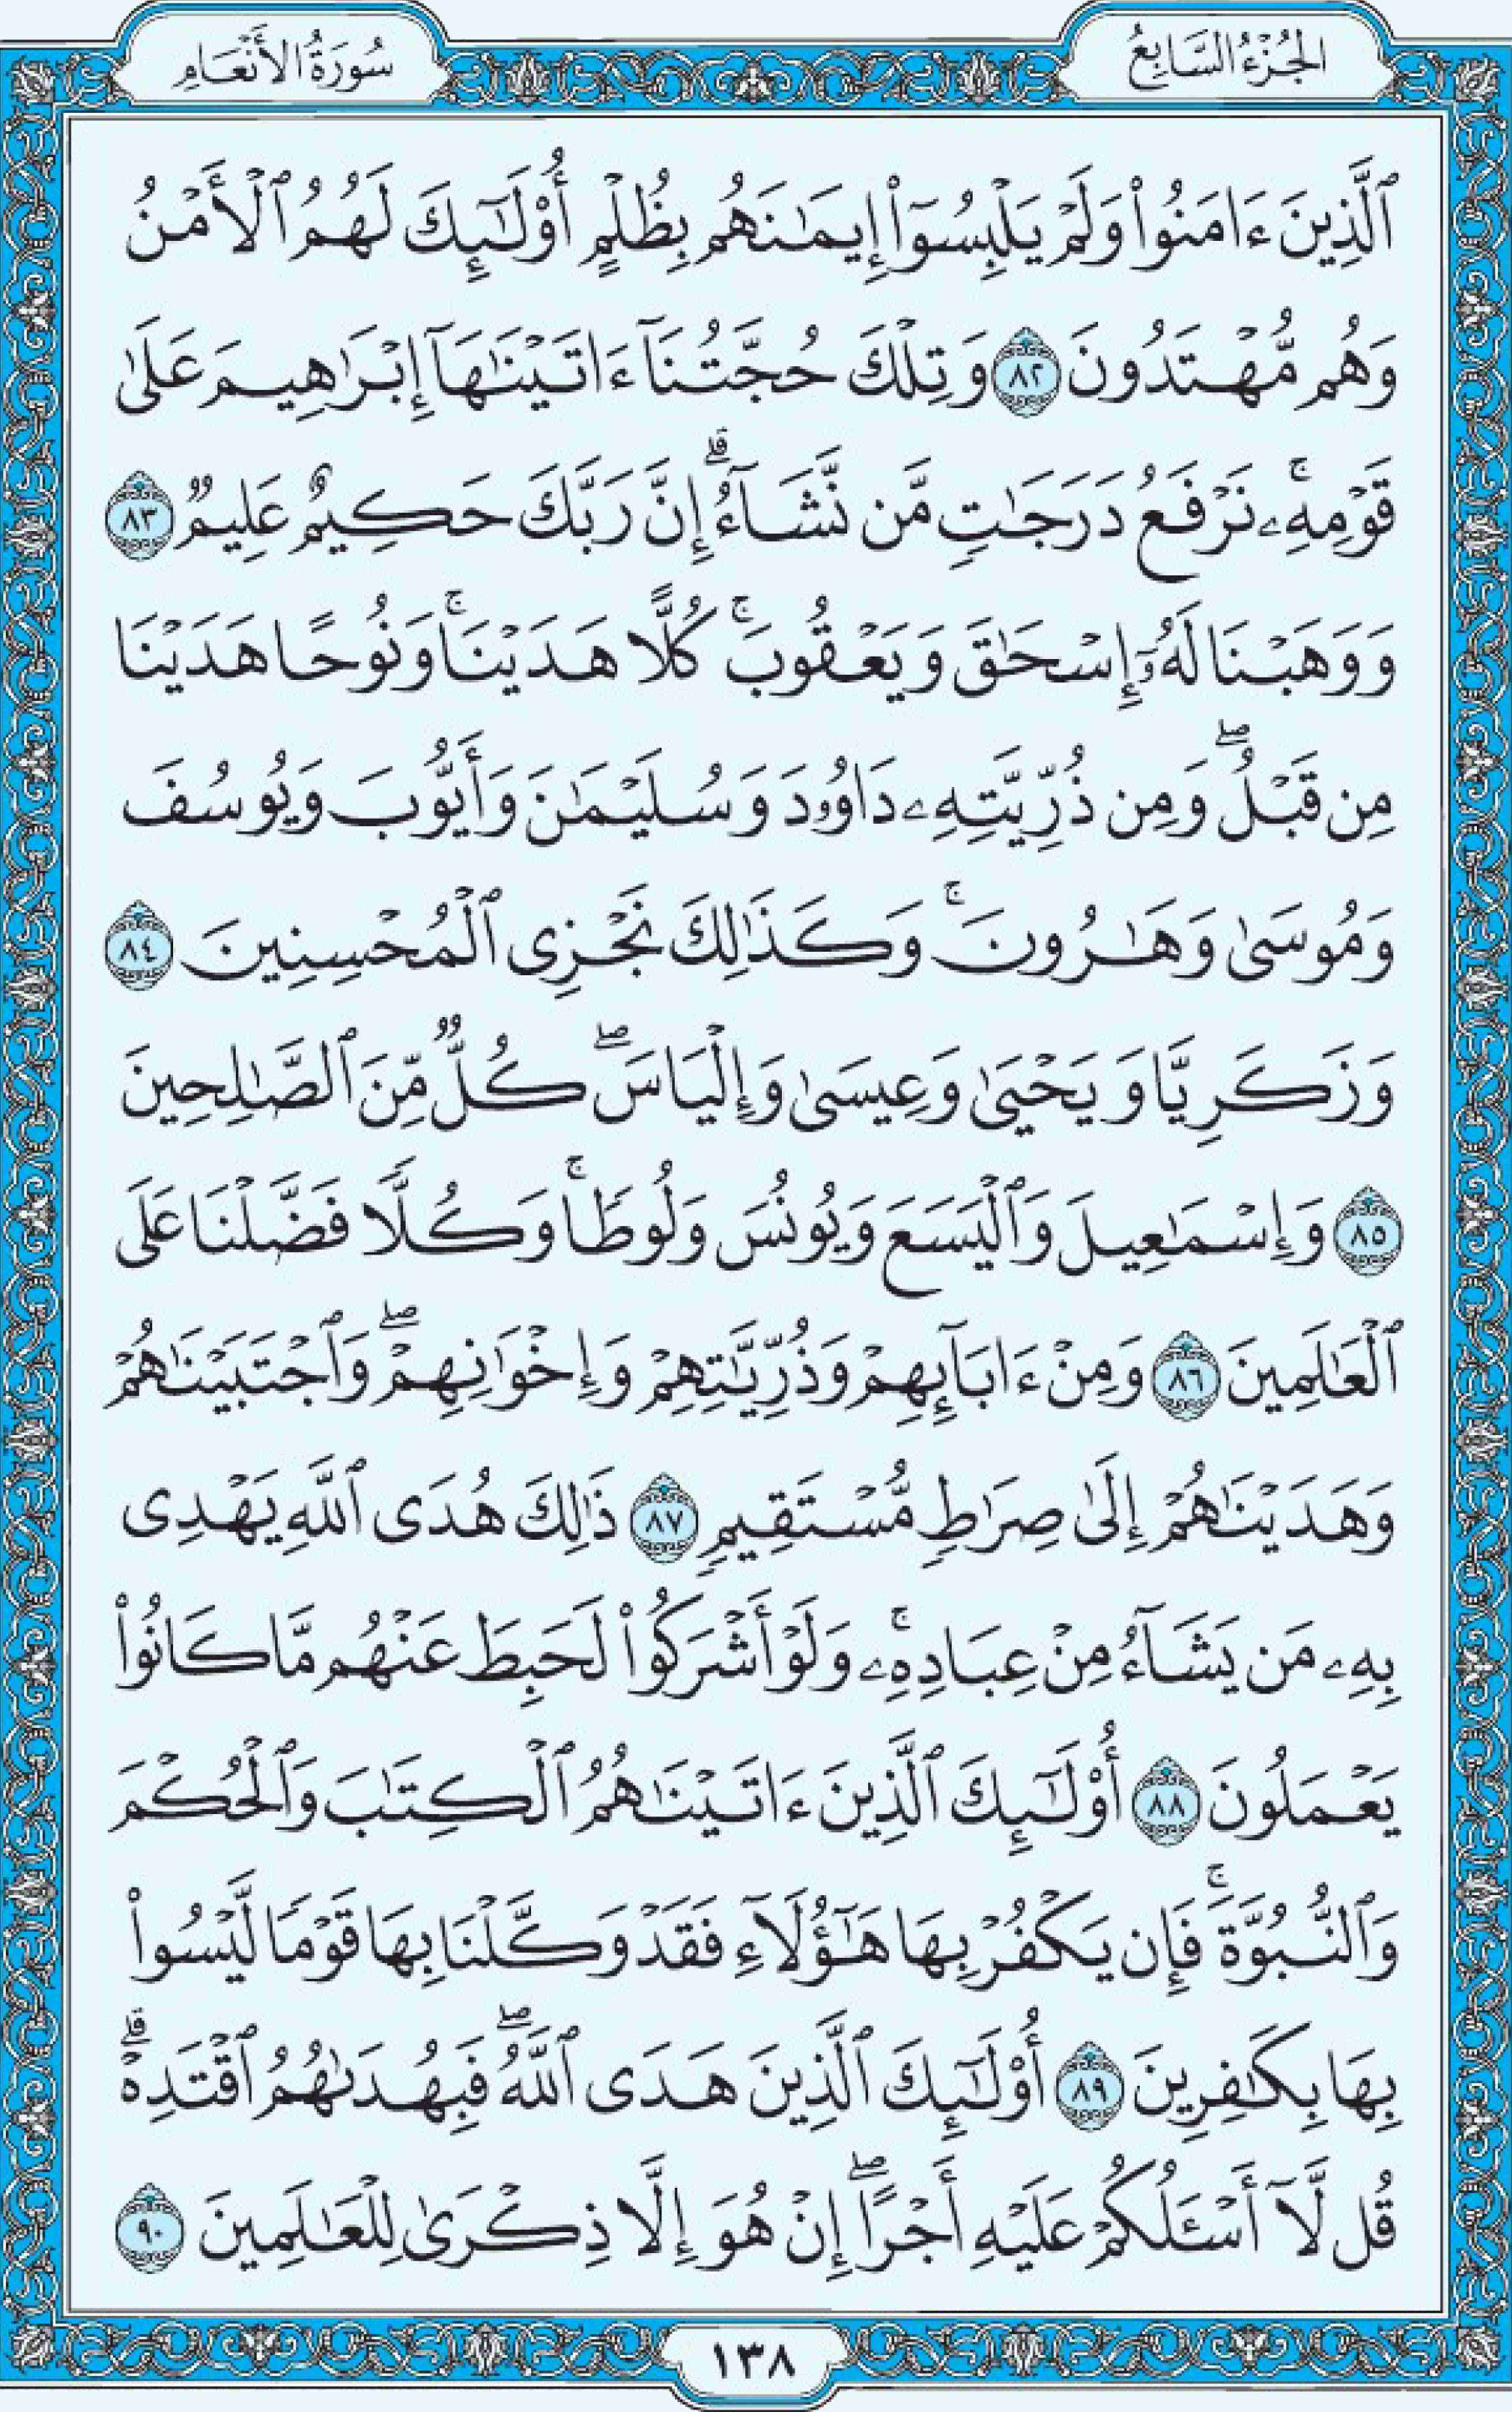 الجُزْءُ السَّابِعُ
سُورَةُ الأَنْعَامِ
ٱلَّذِينَ ءَامَنُوا۟ وَلَمْ يَلْبِسُوٓا۟ إِيمَٰنَهُم بِظُلْمٍ أُو۟لَٰٓئِكَ لَهُمُ ٱلْأَمْنُ
وَهُم مُّهْتَدُونَ ٨٢ وَتِلْكَ حُجَّتُنَآ ءَاتَيْنَٰهَآ إِبْرَٰهِيمَ عَلَىٰ
قَوْمِهِۦۚ نَرْفَعُ دَرَجَٰتٍ مَّن نَّشَآءُۗ إِنَّ رَبَّكَ حَكِيمٌ عَلِيمٌ ٨٣
وَوَهَبْنَا لَهُۥٓ إِسْحَٰقَ وَيَعْقُوبَۚ كُلًّا هَدَيْنَاۚ وَنُوحًا هَدَيْنَا
مِن قَبْلُۖ وَمِن ذُرِّيَّتِهِۦ دَاوُۥدَ وَسُلَيْمَٰنَ وَأَيُّوبَ وَيُوسُفَ
وَمُوسَىٰ وَهَٰرُونَۚ وَكَذَٰلِكَ نَجْزِى ٱلْمُحْسِنِينَ ٨٤
وَزَكَرِيَّا وَيَحْيَىٰ وَعِيسَىٰ وَإِلْيَاسَۖ كُلٌّ مِّنَ ٱلصَّٰلِحِينَ
٨٥ وَإِسْمَٰعِيلَ وَٱلْيَسَعَ وَيُونُسَ وَلُوطًاۚ وَكُلًّا فَضَّلْنَا عَلَى
ٱلْعَٰلَمِينَ ٨٦ وَمِنْ ءَابَآئِهِمْ وَذُرِّيَّٰتِهِمْ وَإِخْوَٰنِهِمْۖ وَٱجْتَبَيْنَٰهُمْ
وَهَدَيْنَٰهُمْ إِلَىٰ صِرَٰطٍ مُّسْتَقِيمٍ ٨٧ ذَٰلِكَ هُدَى ٱللَّهِ يَهْدِى
بِهِۦ مَن يَشَآءُ مِنْ عِبَادِهِۦۚ وَلَوْ أَشْرَكُوا۟ لَحَبِطَ عَنْهُم مَّا كَانُوا۟
يَعْمَلُونَ ٨٨ أُو۟لَٰٓئِكَ ٱلَّذِينَ ءَاتَيْنَٰهُمُ ٱلْكِتَٰبَ وَٱلْحُكْمَ
وَٱلنُّبُوَّةَۚ فَإِن يَكْفُرْ بِهَا هَٰٓؤُلَآءِ فَقَدْ وَكَّلْنَا بِهَا قَوْمًا لَّيْسُوا۟
بِهَا بِكَٰفِرِينَ ٨٩ أُو۟لَٰٓئِكَ ٱلَّذِينَ هَدَى ٱللَّهُۖ فَبِهُدَىٰهُمُ ٱقْتَدِهْۗ
قُل لَّآ أَسْـَٔلُكُمْ عَلَيْهِ أَجْرًاۖ إِنْ هُوَ إِلَّا ذِكْرَىٰ لِلْعَٰلَمِينَ ٩٠
١٣٨